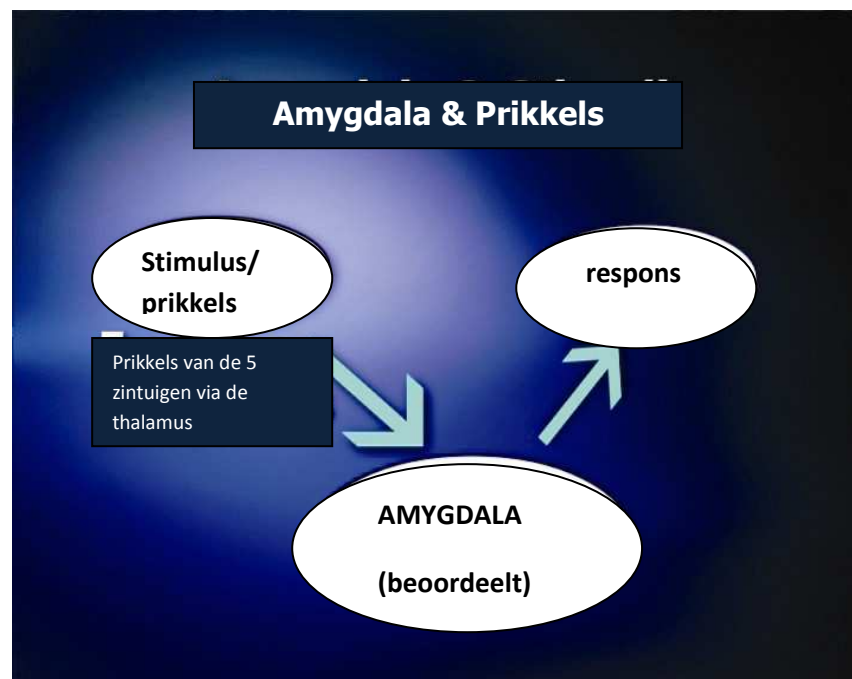 Amygdala & Prikkels
Stimulus/
prikkels
respons
Prikkels van de 5
zintuigen via de
thalamus
AMYGDALA
(beoordeelt)